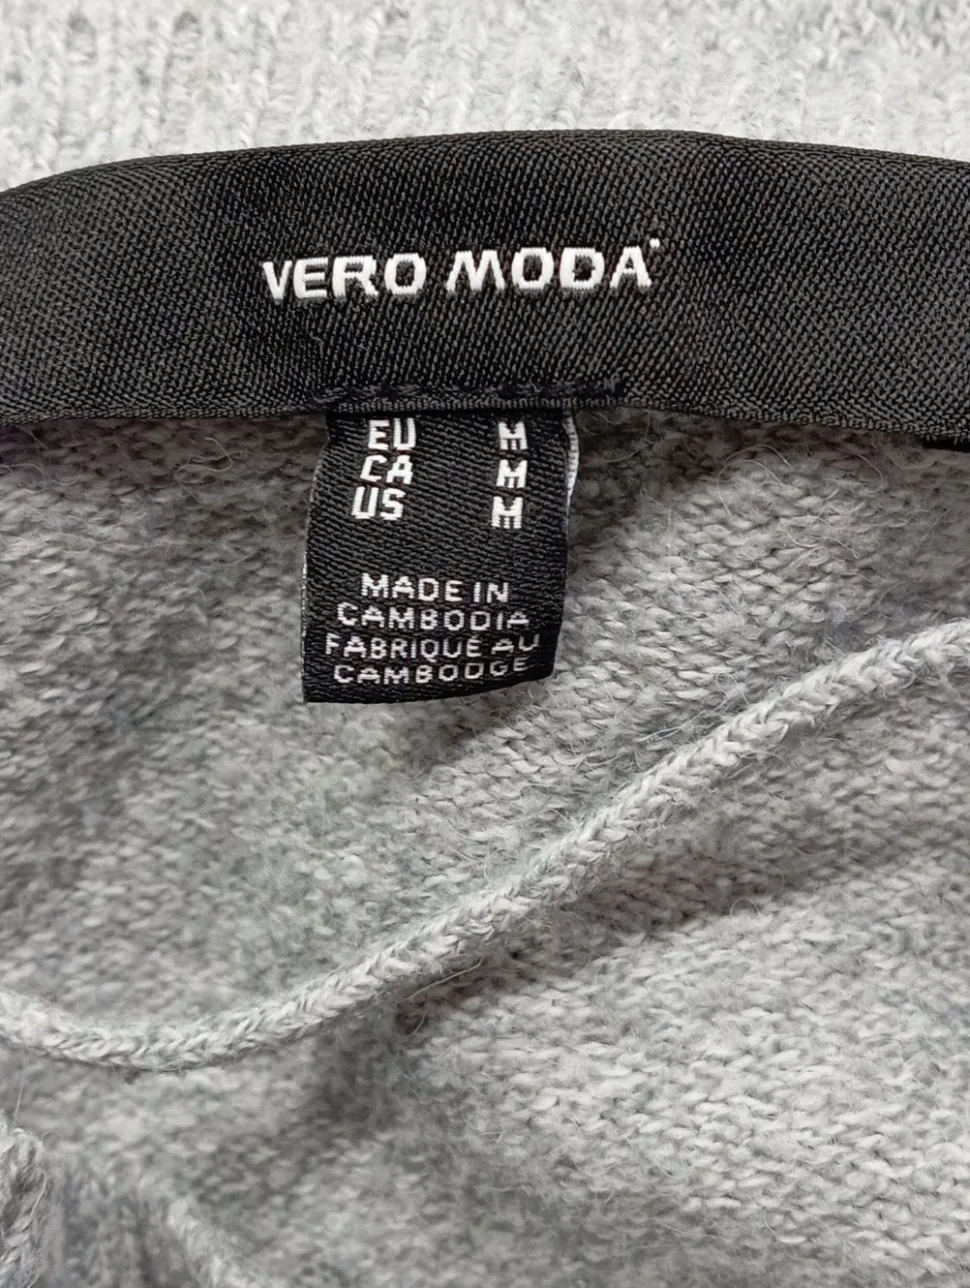 VERO MODA
EU M
CA M
US M
MADE IN
CAMBODIA
FABRIQUÉ AU
CAMBODGE